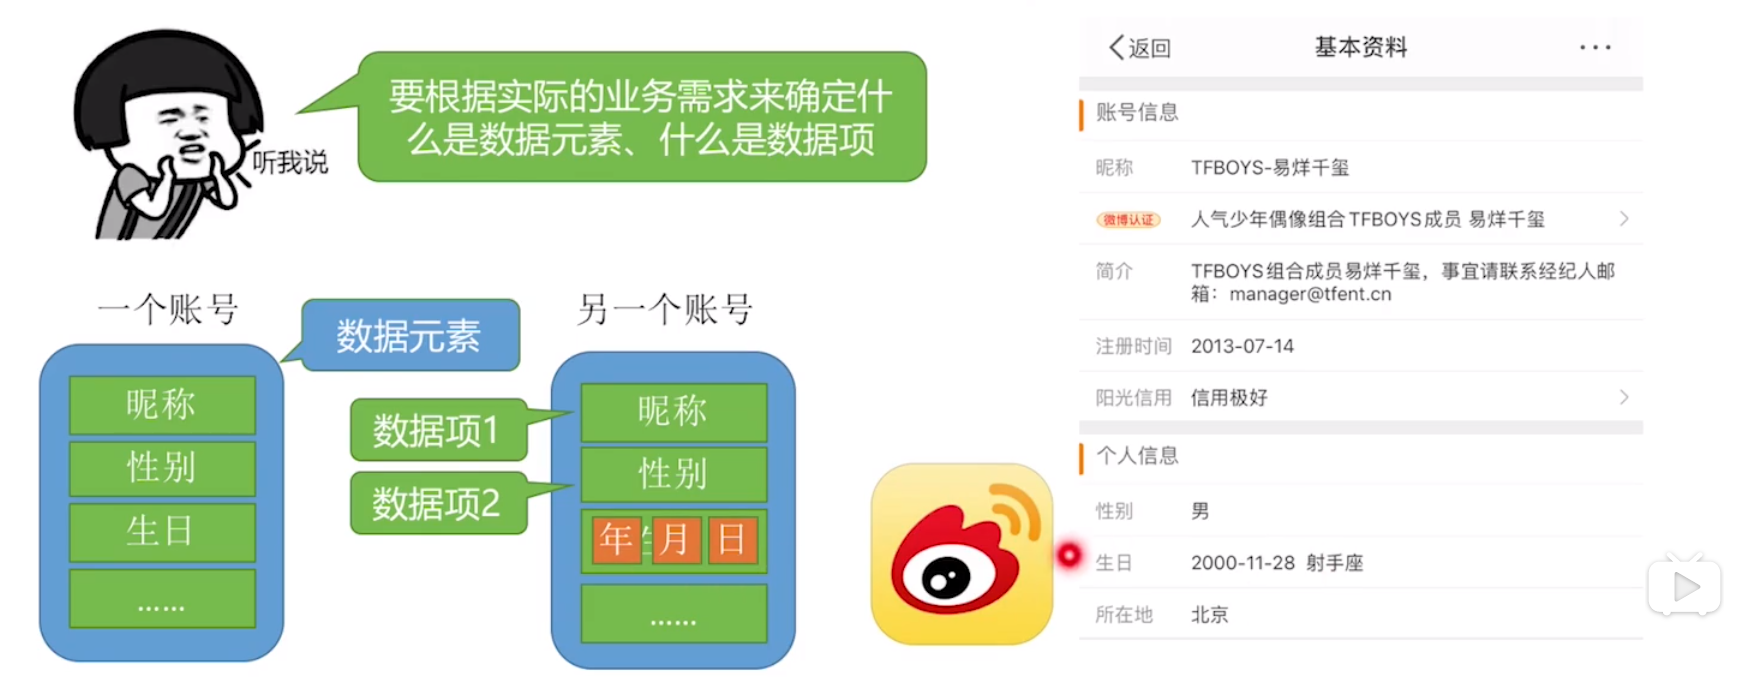 听我说
要根据实际的业务需求来确定什
么是数据元素、什么是数据项
一个账号
数据元素
昵称
性别
生日
……
另一个账号
数据项1
数据项2
昵称
性别
年 月 日
……
返回 基本资料 ···
账号信息
昵称 TFBOYS-易烊千玺
微博认证 人气少年偶像组合TFBOYS成员 易烊千玺
简介 TFBOYS组合成员易烊千玺，事宜请联系经纪人邮
箱：manager@tfent.cn
注册时间 2013-07-14
阳光信用 信用极好
个人信息
性别 男
生日 2000-11-28 射手座
所在地 北京